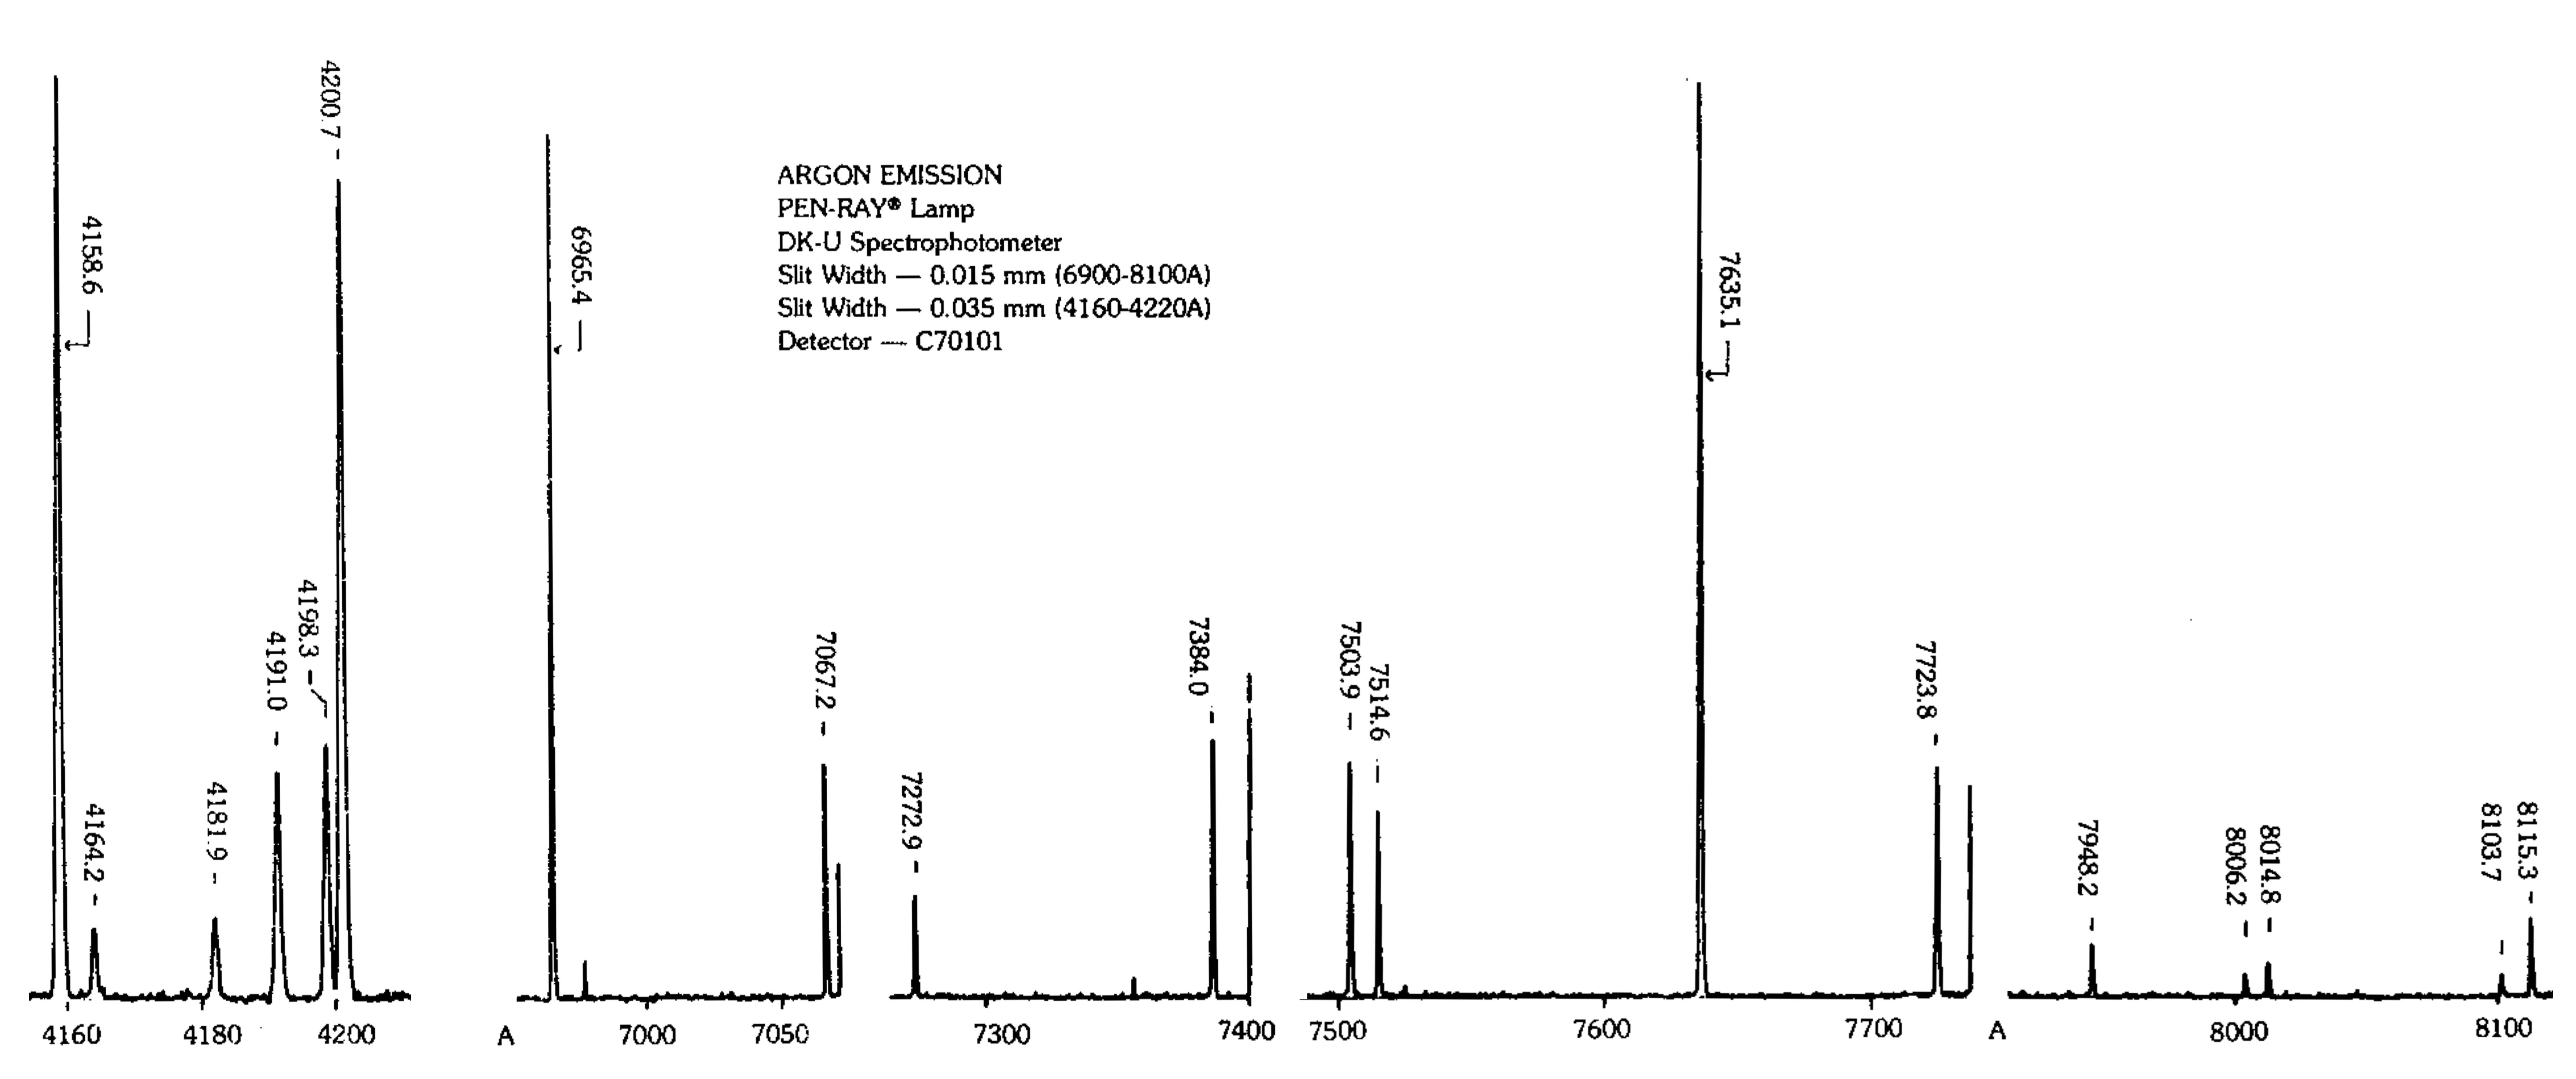 4158.6
4164.2
4181.9
4191.0
4198.3
4200.7
6965.4
ARGON EMISSION
PEN-RAY® Lamp
DK-U Spectrophotometer
Slit Width — 0.015 mm (6900-8100A)
Slit Width — 0.035 mm (4160-4220A)
Detector — C70101
7067.2
7272.9
7384.0
7503.9
7514.6
7635.1
7723.8
7948.2
8006.2
8014.8
8103.7
8115.3
4160 4180 4200 A 7000 7050 7300 7400 7500 7600 7700 A 8000 8100